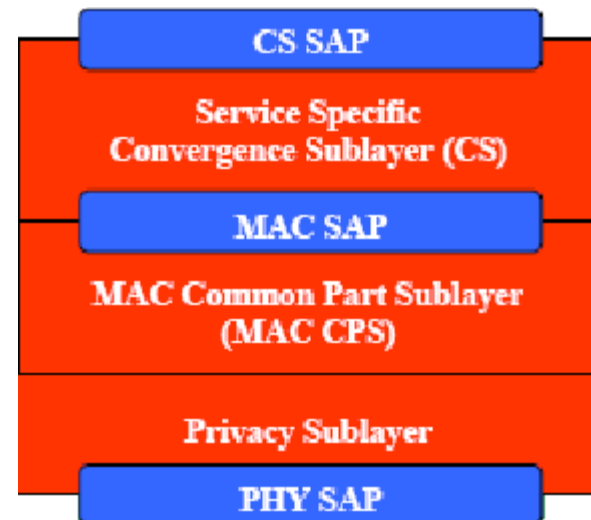 CS SAP
Service Specific
Convergence Sublayer (CS)
MAC SAP
MAC Common Part Sublayer
(MAC CPS)
Privacy Sublayer
PHY SAP